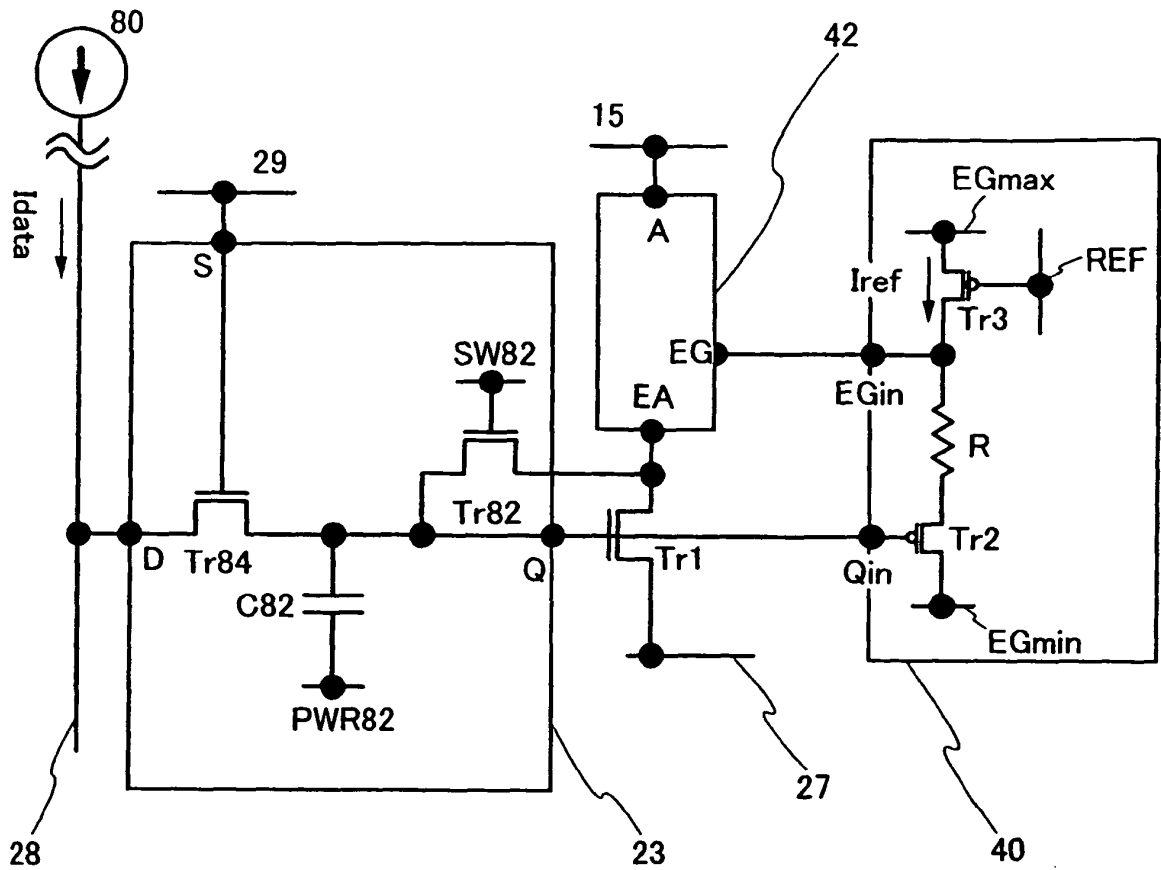 80
42
15
29
EGmax
Idata
A
S
Iref
REF
Tr3
SW82
EG
EGin
EA
R
Tr82
D
Tr84
Q
Tr1
Qin
Tr2
C82
EGmin
PWR82
27
28
23
40